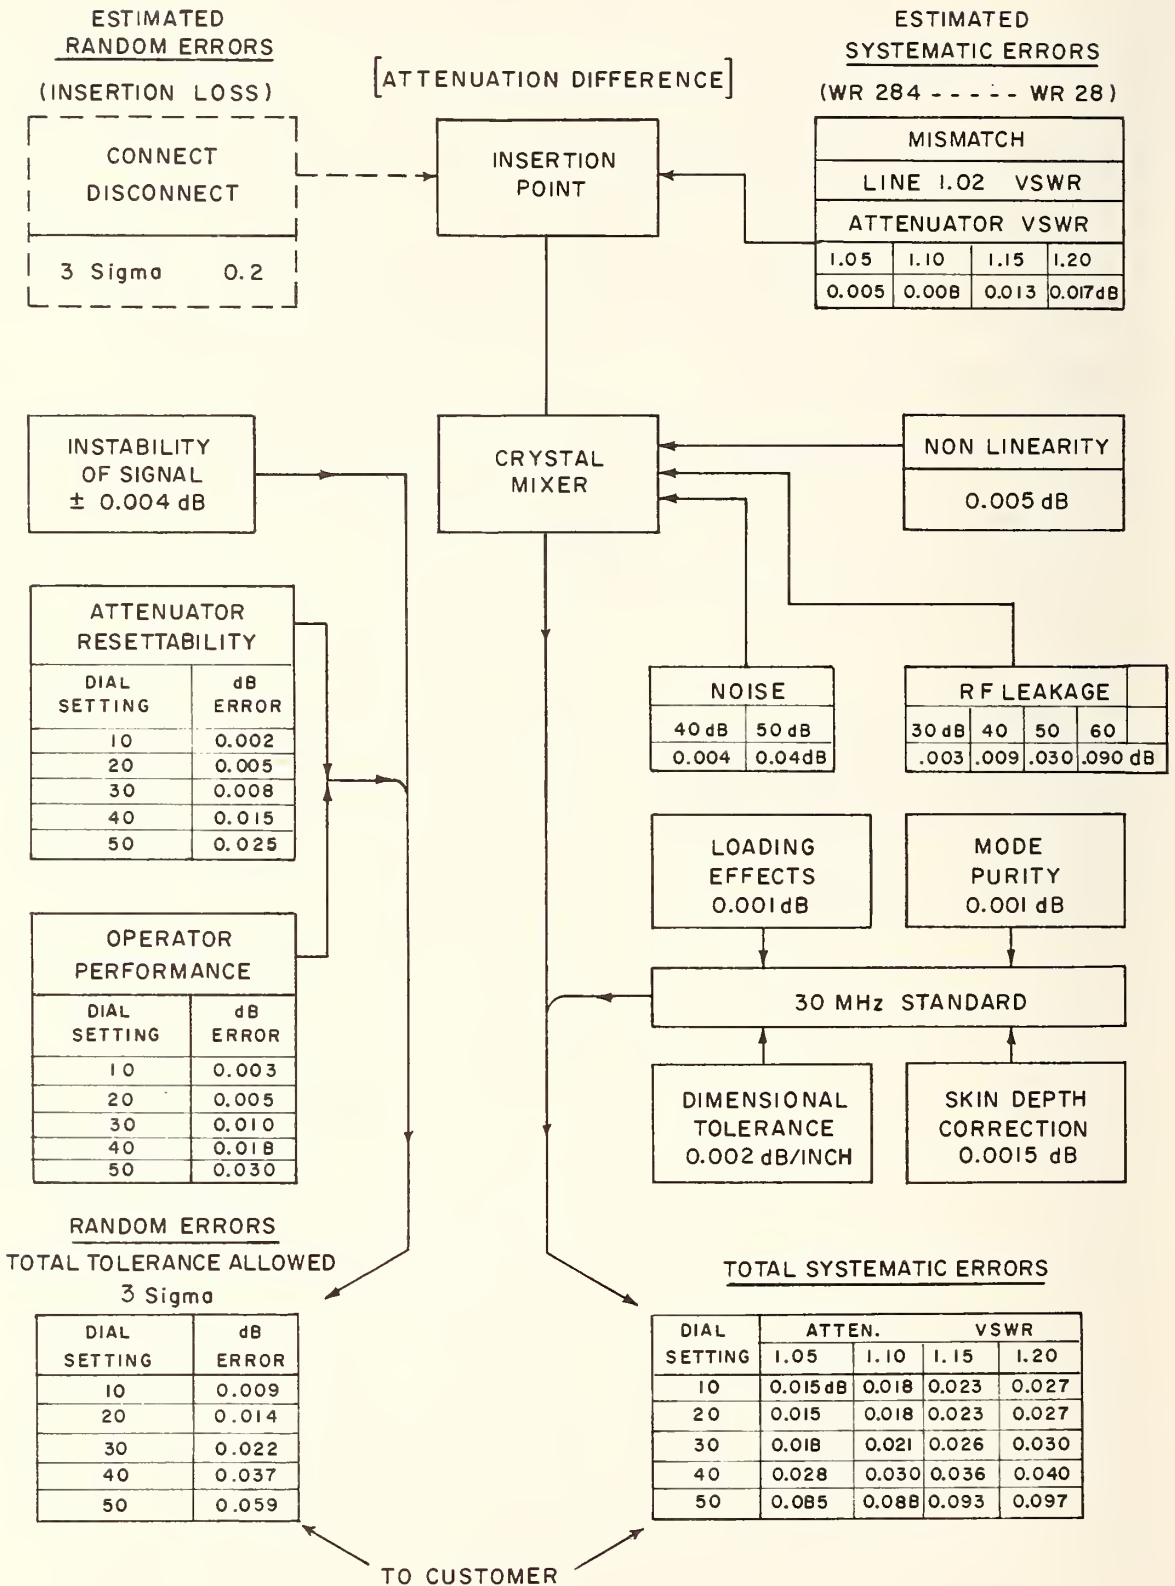 ESTIMATED
RANDOM ERRORS
(INSERTION LOSS)
CONNECT
DISCONNECT
3 Sigma 0.2
[ATTENUATION DIFFERENCE]
INSERTION
POINT
ESTIMATED
SYSTEMATIC ERRORS
(WR 284 - - - - - WR 28)
MISMATCH
LINE 1.02 VSWR
ATTENUATOR VSWR
1.05 1.10 1.15 1.20
0.005 0.008 0.013 0.017dB
INSTABILITY
OF SIGNAL
± 0.004 dB
CRYSTAL
MIXER
NON LINEARITY
0.005 dB
ATTENUATOR
RESETTABILITY
DIAL dB
SETTING ERROR
10 0.002
20 0.005
30 0.008
40 0.015
50 0.025
NOISE
40 dB 50 dB
0.004 0.04dB
RF LEAKAGE
30 dB 40 50 60
.003 .009 .030 .090 dB
LOADING
EFFECTS
0.001dB
MODE
PURITY
0.001 dB
30 MHz STANDARD
DIMENSIONAL
TOLERANCE
0.002 dB/INCH
SKIN DEPTH
CORRECTION
0.0015 dB
OPERATOR
PERFORMANCE
DIAL dB
SETTING ERROR
10 0.003
20 0.005
30 0.010
40 0.018
50 0.030
RANDOM ERRORS
TOTAL TOLERANCE ALLOWED
3 Sigma
DIAL dB
SETTING ERROR
10 0.009
20 0.014
30 0.022
40 0.037
50 0.059
TOTAL SYSTEMATIC ERRORS
DIAL ATTEN. VSWR
SETTING 1.05 1.10 1.15 1.20
10 0.015dB 0.018 0.023 0.027
20 0.015 0.018 0.023 0.027
30 0.018 0.021 0.026 0.030
40 0.028 0.030 0.036 0.040
50 0.085 0.088 0.093 0.097
TO CUSTOMER